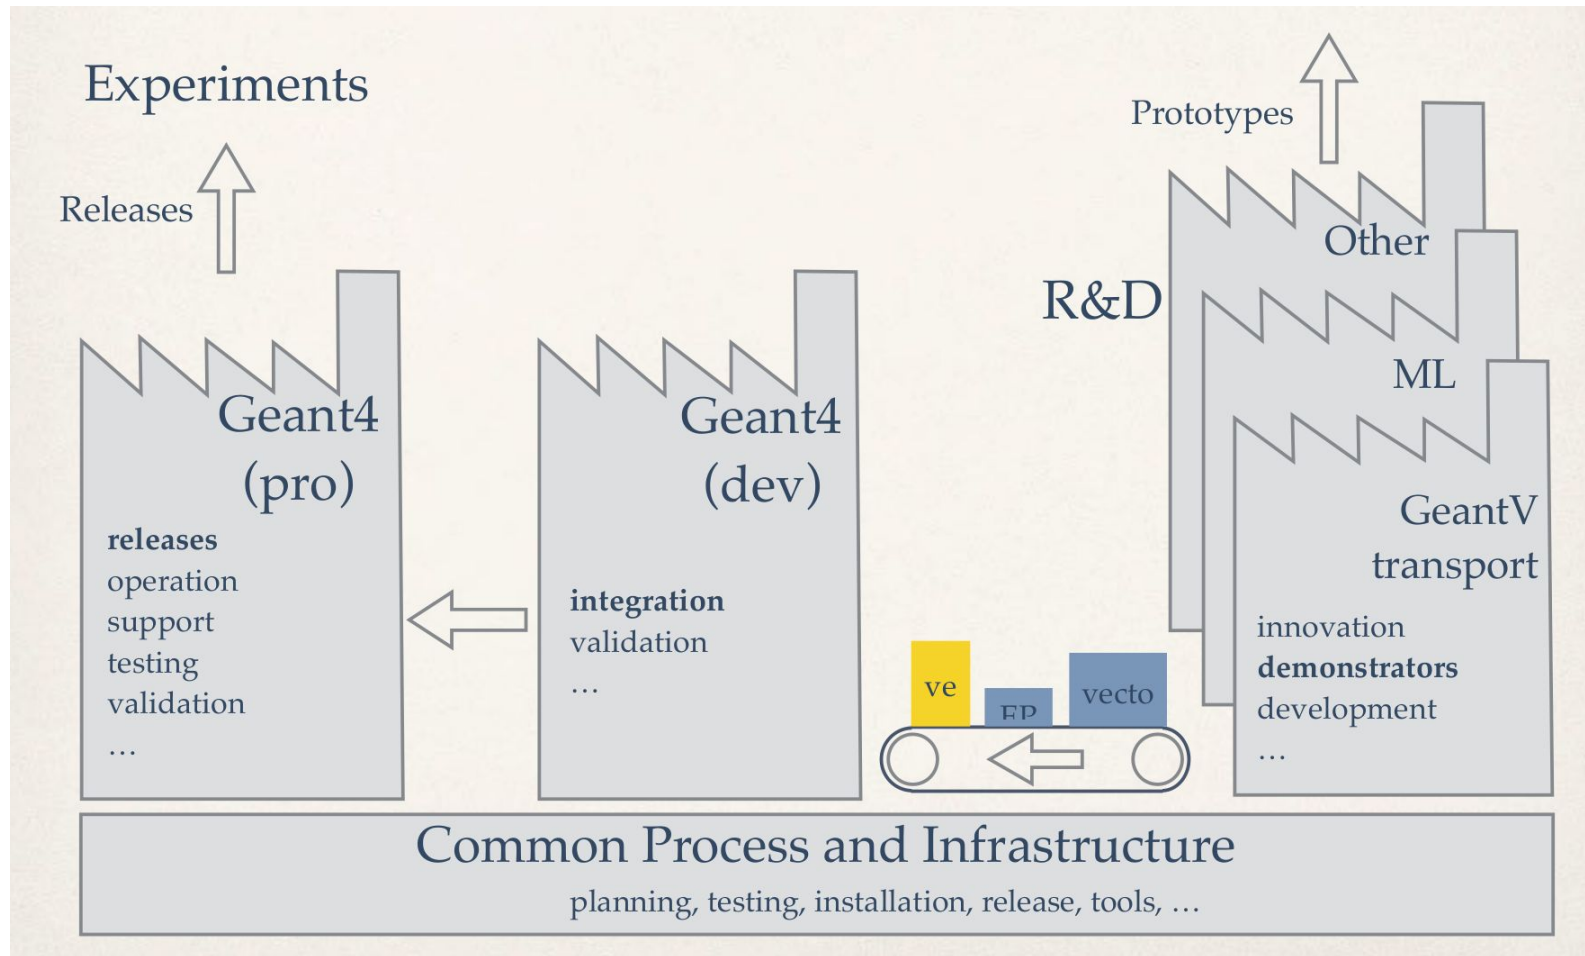 Experiments
Releases
Geant4
(pro)
releases
operation
support
testing
validation
…
Geant4
(dev)
integration
validation
…
ve
vecto
Prototypes
R&D
Other
ML
GeantV
transport
innovation
demonstrators
development
…
Common Process and Infrastructure
planning, testing, installation, release, tools, …